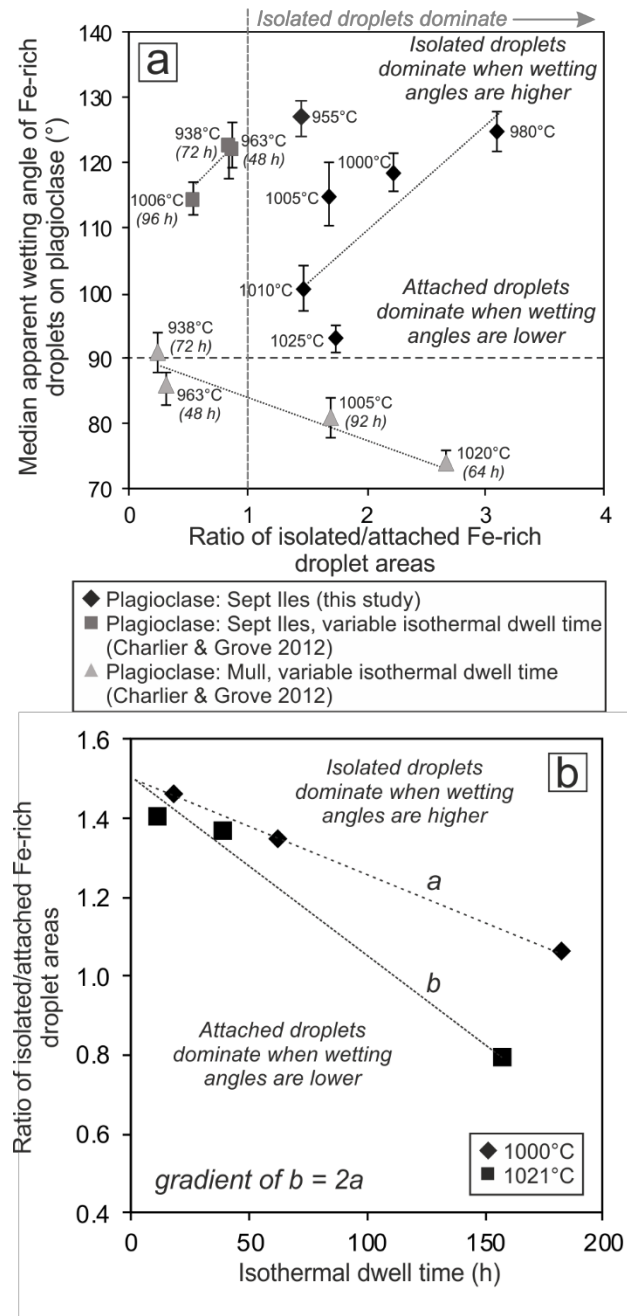 Isolated droplets dominate
a
Isolated droplets
dominate when wetting
angles are higher
140
130
120
110
100
90
80
70
Median apparent wetting angle of Fe-rich
droplets on plagioclase (°)
938°C
(72 h)
963°C
(48 h)
1006°C
(96 h)
955°C
980°C
1000°C
1005°C
1010°C
1025°C
Attached droplets
dominate when wetting
angles are lower
938°C
(72 h)
963°C
(48 h)
1005°C
(92 h)
1020°C
(64 h)
0 1 2 3 4
Ratio of isolated/attached Fe-rich
droplet areas
Plagioclase: Sept Iles (this study)
Plagioclase: Sept Iles, variable isothermal dwell time
(Charlier & Grove 2012)
Plagioclase: Mull, variable isothermal dwell time
(Charlier & Grove 2012)
1.6
1.4
1.2
1.0
0.8
0.6
0.4
Ratio of isolated/attached Fe-rich
droplet areas
Isolated droplets
dominate when wetting
angles are higher
b
a
b
Attached droplets
dominate when wetting
angles are lower
gradient of b = 2a
1000°C
1021°C
0 50 100 150 200
Isothermal dwell time (h)